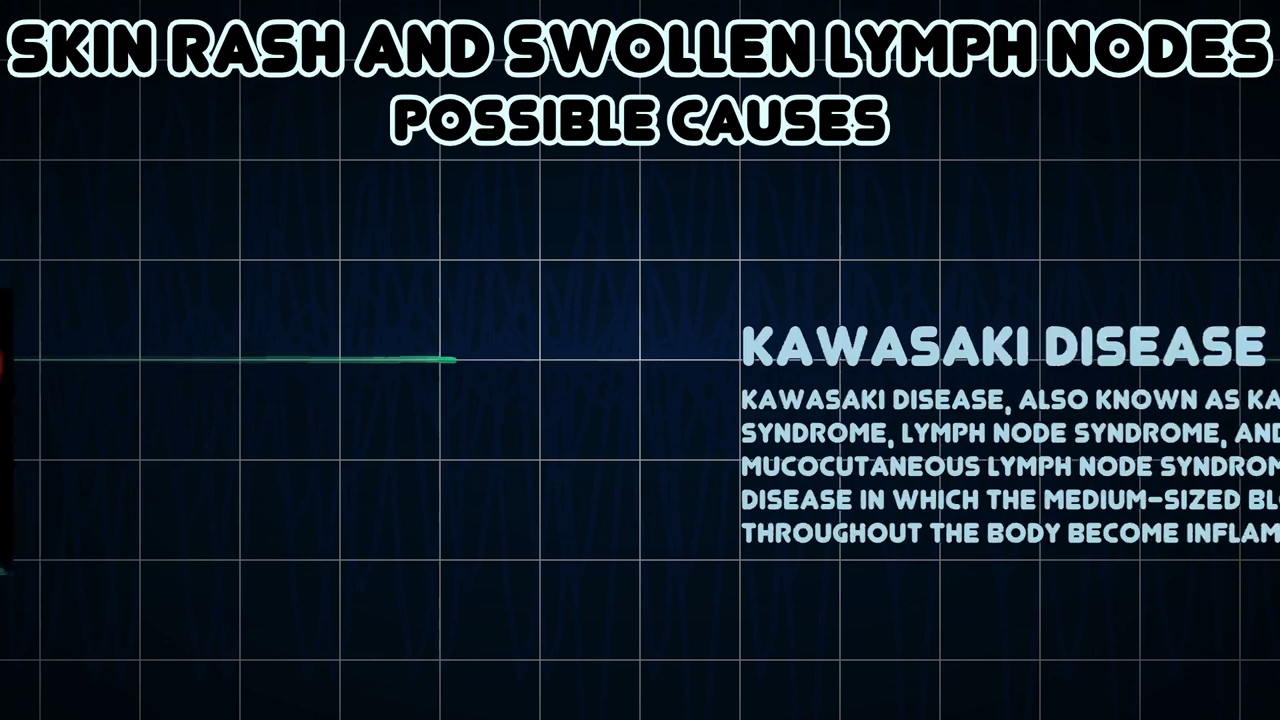 SKIN RASH AND SWOLLEN LYMPH NODES
POSSIBLE CAUSES
KAWASAKI DISEASE
KAWASAKI DISEASE, ALSO KNOWN AS
SYNDROME, LYMPH NODE SYNDROME,
MUCOCUTANEOUS LYMPH NODE
DISEASE IN WHICH THE MEDIUM-SIZED
THROUGHOUT THE BODY BECOME